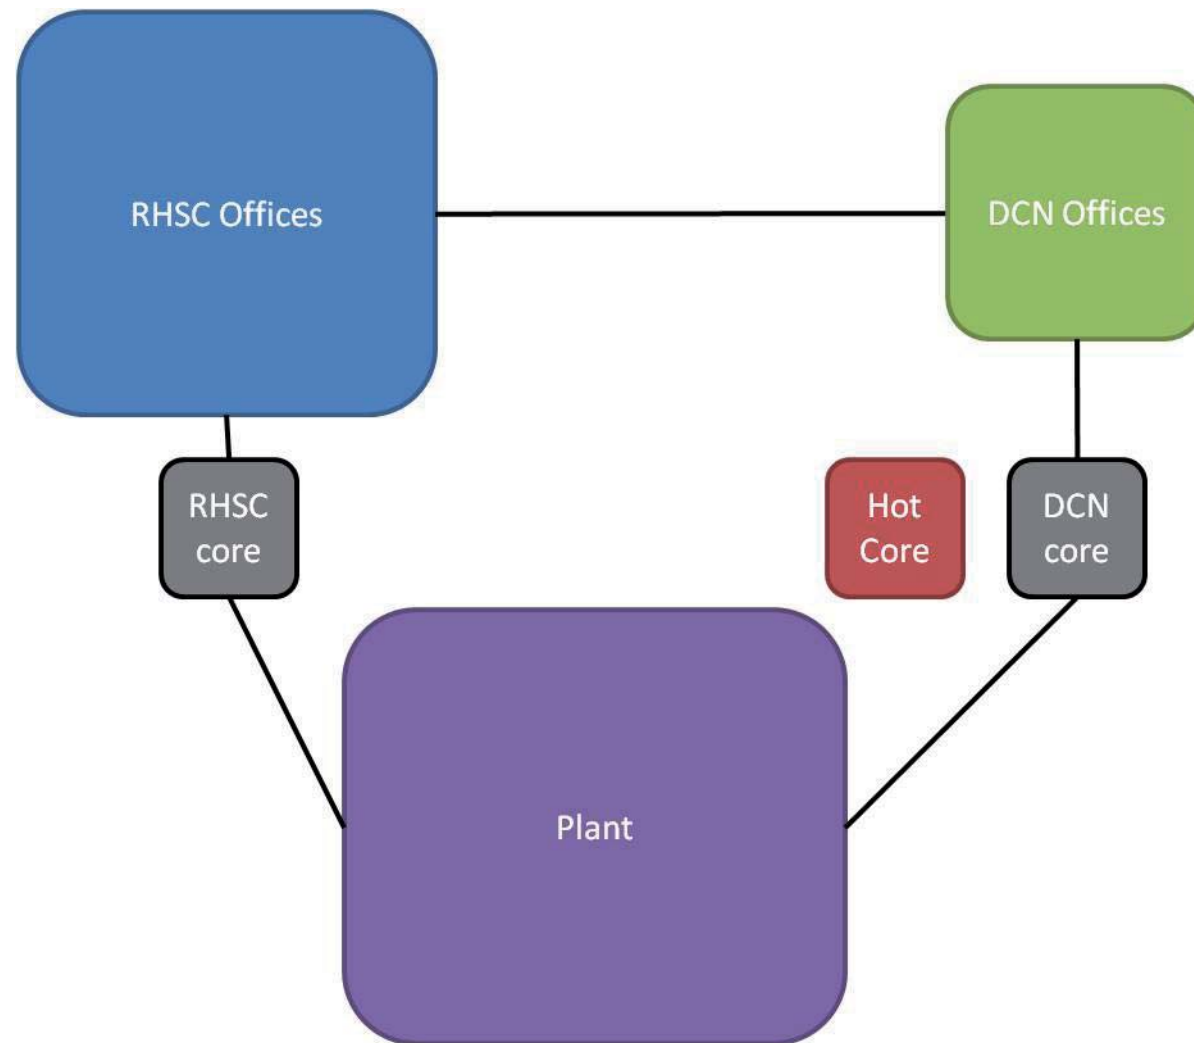 RHSC Offices
DCN Offices
RHSC
core
Hot
Core
DCN
core
Plant